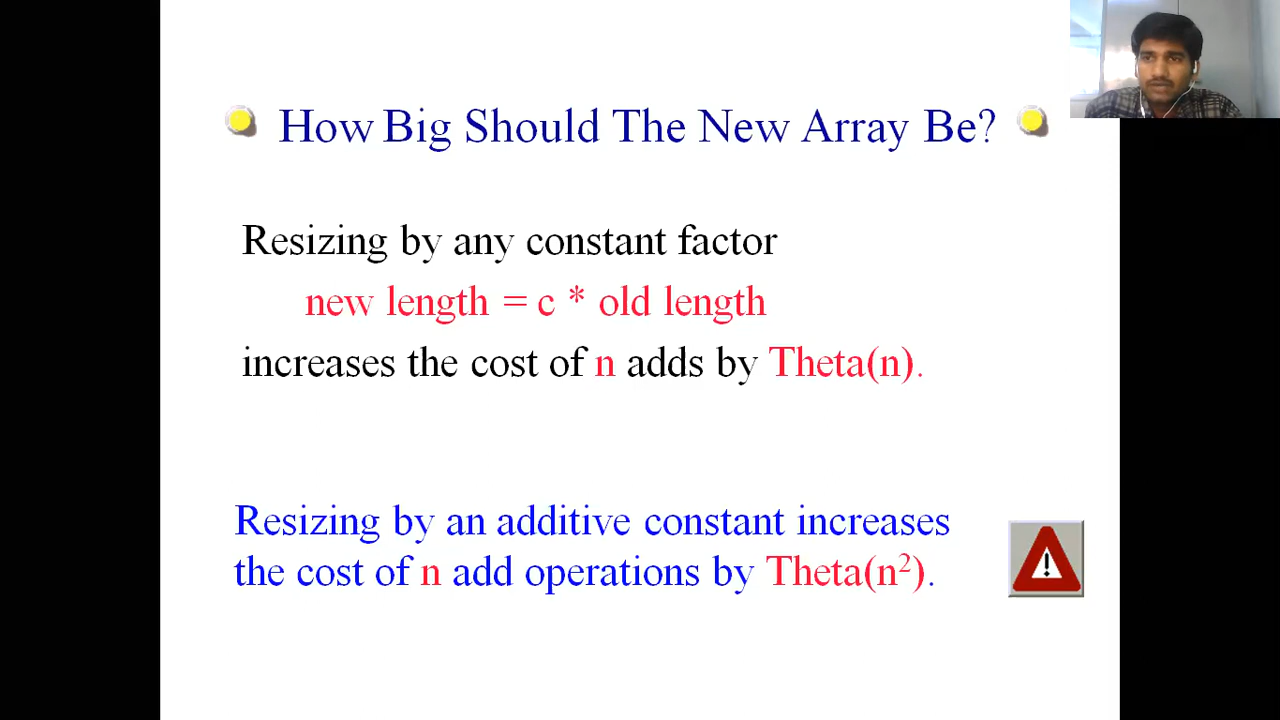 How Big Should The New Array Be?
Resizing by any constant factor
new length = c * old length
increases the cost of n adds by Theta(n).
Resizing by an additive constant increases
the cost of n add operations by Theta(n²).